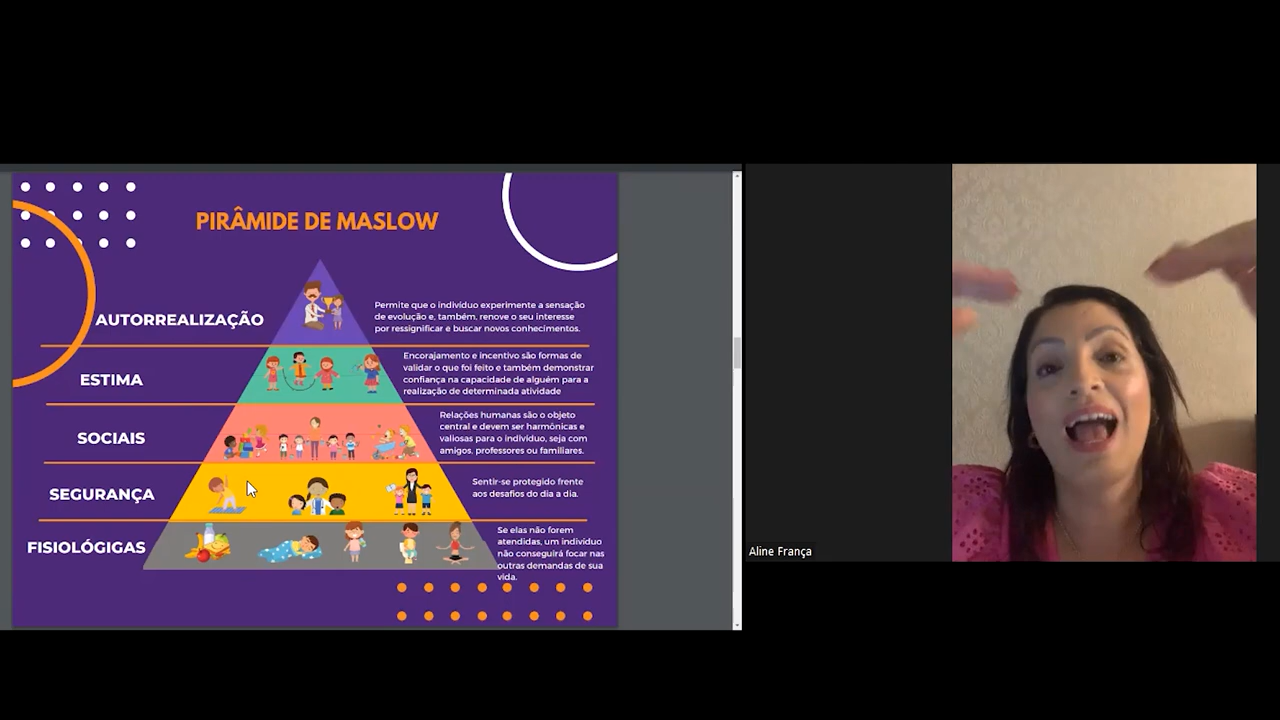 PIRÂMIDE DE MASLOW
AUTORREALIZAÇÃO
Permite que o indivíduo experimente a sensação
de evolução e, também, renove o seu interesse
por ressignificar e buscar novos conhecimentos.
ESTIMA
Encorajamento e incentivo são formas de
validar o que foi feito e também demonstrar
confiança na capacidade de alguém para a
realização de determinada atividade
SOCIAIS
Relações humanas são o objeto
central e devem ser harmônicas e
valiosas para o indivíduo, seja com
amigos, professores ou familiares.
SEGURANÇA
Sentir-se protegido frente
aos desafios do dia a dia.
FISIOLÓGIGAS
Se elas não forem
atendidas, um indivíduo
não conseguirá focar nas
outras demandas de sua
vida.
Aline França